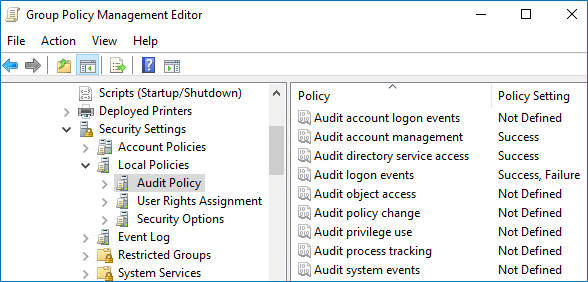 Group Policy Management Editor
File Action View Help
Scripts (Startup/Shutdown)
Deployed Printers
Security Settings
Account Policies
Local Policies
Audit Policy
User Rights Assignment
Security Options
Event Log
Restricted Groups
System Services
Policy Policy Setting
Audit account logon events Not Defined
Audit account management Success
Audit directory service access Success
Audit logon events Success, Failure
Audit object access Not Defined
Audit policy change Not Defined
Audit privilege use Not Defined
Audit process tracking Not Defined
Audit system events Not Defined